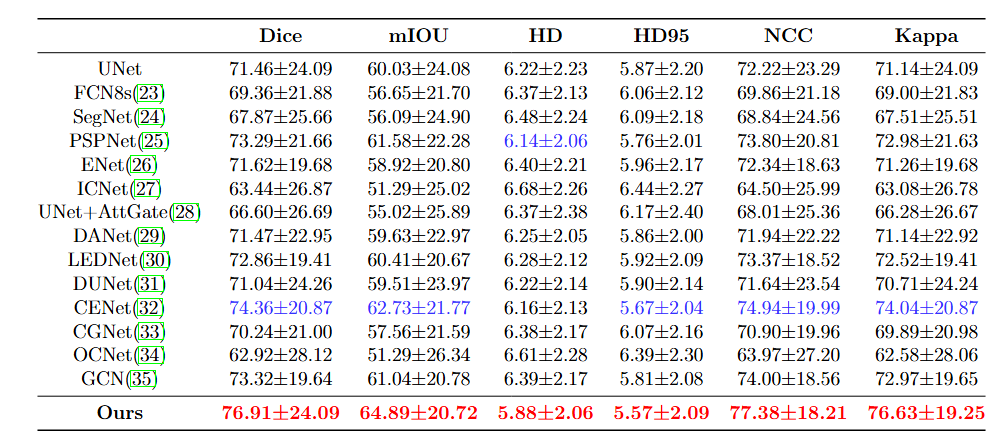 Dice mIOU HD HD95 NCC Kappa
UNet 71.46±24.09 60.03±24.08 6.22±2.23 5.87±2.20 72.22±23.29 71.14±24.09
FCN8s(23) 69.36±21.88 56.65±21.70 6.37±2.13 6.06±2.12 69.86±21.18 69.00±21.83
SegNet(24) 67.87±25.66 56.09±24.90 6.48±2.24 6.09±2.18 68.84±24.56 67.51±25.51
PSPNet(25) 73.29±21.66 61.58±22.28 6.14±2.06 5.76±2.01 73.80±20.81 72.98±21.63
ENet(26) 71.62±19.68 58.92±20.80 6.40±2.21 5.96±2.17 72.34±18.63 71.26±19.68
ICNet(27) 63.44±26.87 51.29±25.02 6.68±2.26 6.44±2.27 64.50±25.99 63.08±26.78
UNet+AttGate(28) 66.60±26.69 55.02±25.89 6.37±2.38 6.17±2.40 68.01±25.36 66.28±26.67
DANet(29) 71.47±22.95 59.63±22.97 6.25±2.05 5.86±2.00 71.94±22.22 71.14±22.92
LEDNet(30) 72.86±19.41 60.41±20.67 6.28±2.12 5.92±2.09 73.37±18.52 72.52±19.41
DUNet(31) 71.04±24.26 59.51±23.97 6.22±2.14 5.90±2.14 71.64±23.54 70.71±24.24
CENet(32) 74.36±20.87 62.73±21.77 6.16±2.13 5.67±2.04 74.94±19.99 74.04±20.87
CGNet(33) 70.24±21.00 57.56±21.59 6.38±2.17 6.07±2.16 70.90±19.96 69.89±20.98
OCNet(34) 62.92±28.12 51.29±26.34 6.61±2.28 6.39±2.30 63.97±27.20 62.58±28.06
GCN(35) 73.32±19.64 61.04±20.78 6.39±2.17 5.81±2.08 74.00±18.56 72.97±19.65
Ours 76.91±24.09 64.89±20.72 5.88±2.06 5.57±2.09 77.38±18.21 76.63±19.25